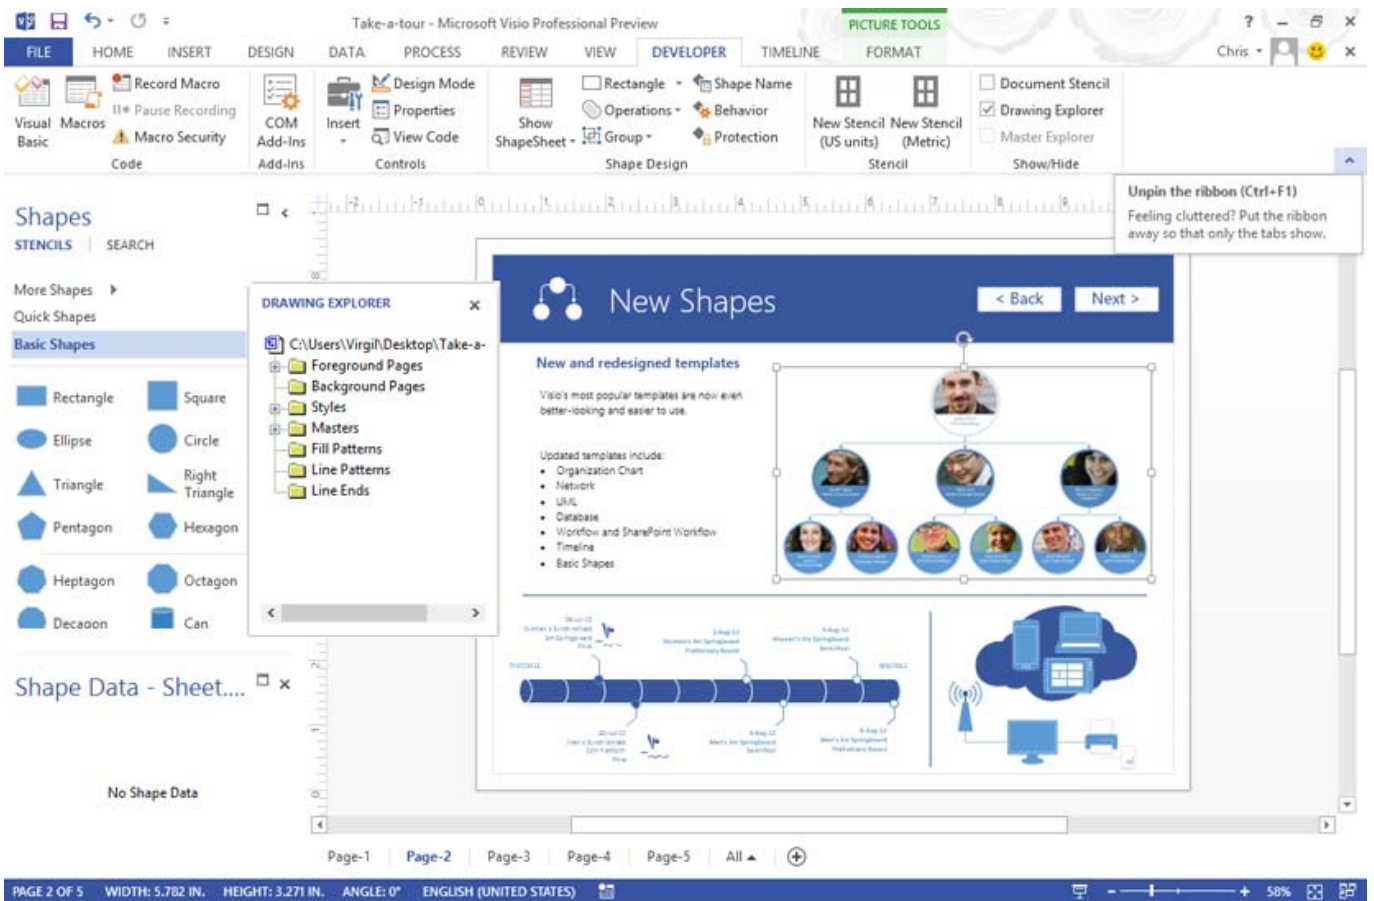 Take-a-tour - Microsoft Visio Professional Preview
PICTURE TOOLS
?
FILE HOME INSERT DESIGN DATA PROCESS REVIEW VIEW DEVELOPER TIMELINE FORMAT
Chris
Visual Basic
Macros
Record Macro
Pause Recording
Macro Security
Code
COM Add-Ins
Add-Ins
Insert
Design Mode
Properties
View Code
Controls
Show ShapeSheet
Rectangle
Operations
Group
Shape Name
Behavior
Protection
Shape Design
New Stencil (US units)
New Stencil (Metric)
Stencil
Document Stencil
Drawing Explorer
Master Explorer
Show/Hide
Unpin the ribbon (Ctrl+F1)
Feeling cluttered? Put the ribbon
away so that only the tabs show.
Shapes
STENCILS SEARCH
More Shapes
Quick Shapes
Basic Shapes
Rectangle Square
Ellipse Circle
Triangle Right Triangle
Pentagon Hexagon
Heptagon Octagon
Decagon Can
Shape Data - Sheet....
No Shape Data
DRAWING EXPLORER
C:\Users\Virgil\Desktop\Take-a-
Foreground Pages
Background Pages
Styles
Masters
Fill Patterns
Line Patterns
Line Ends
New Shapes
< Back Next >
New and redesigned templates
Visio's most popular templates are now even
better-looking and easier to use.
Updated templates include:
• Organization Chart
• Network
• UML
• Database
• Workflow and SharePoint Workflow
• Timeline
• Basic Shapes
Page-1 Page-2 Page-3 Page-4 Page-5 All
PAGE 2 OF 5 WIDTH: 5.782 IN. HEIGHT: 3.271 IN. ANGLE: 0° ENGLISH (UNITED STATES) 58%